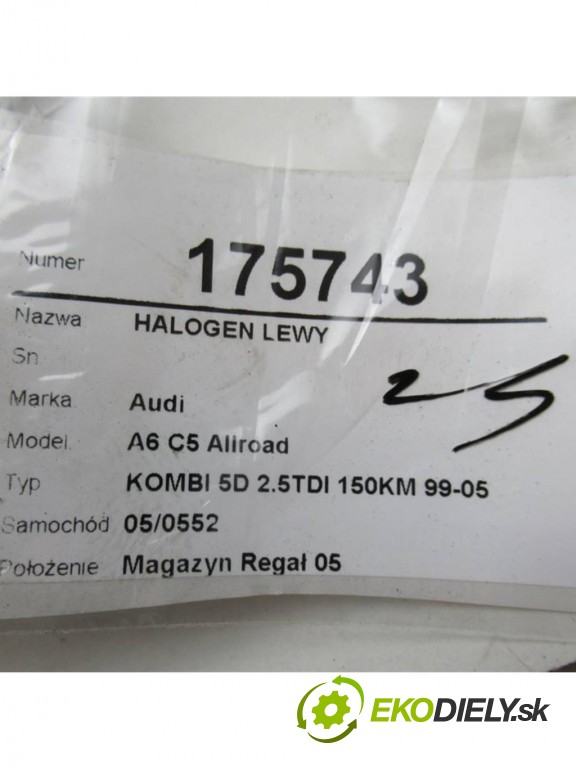 Numer 175743
Nazwa HALOGEN LEWY
Sn
Marka Audi
Model. A6 C5 Allroad
Typ KOMBI 5D 2.5TDI 150KM 99-05
Samochód 05/0552
Położenie Magazyn Regał 05
25
EKODIELY.sk